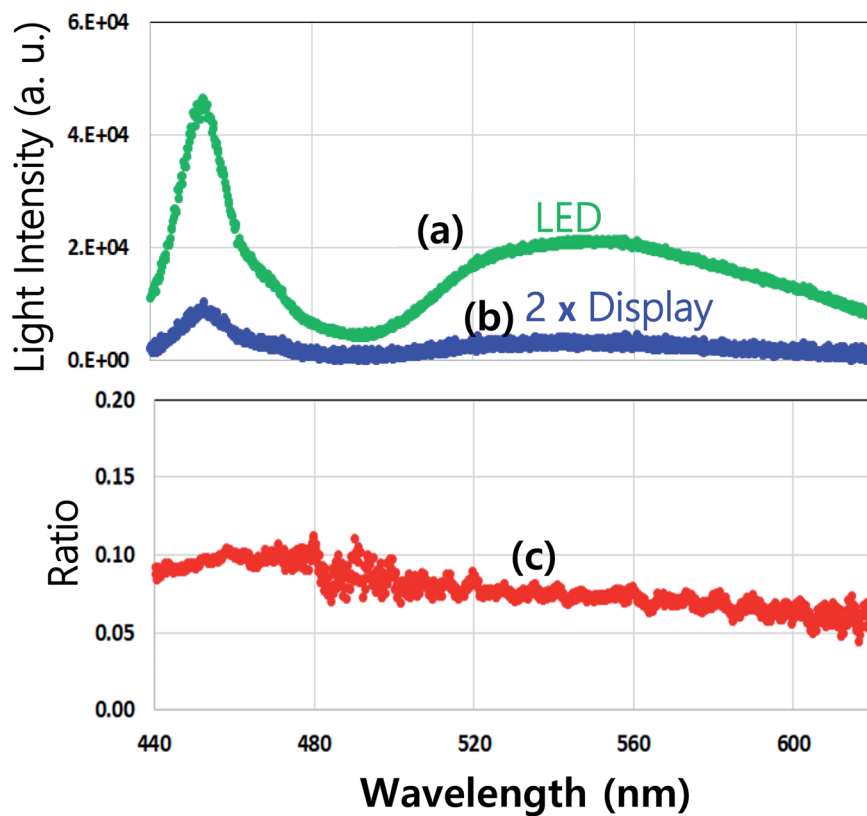 Light Intensity (a. u.)
6.E+04
4.E+04
2.E+04
0.E+00
(a)
LED
(b)
2 x Display
Ratio
0.20
0.15
0.10
0.05
0.00
(c)
440 480 520 560 600
Wavelength (nm)